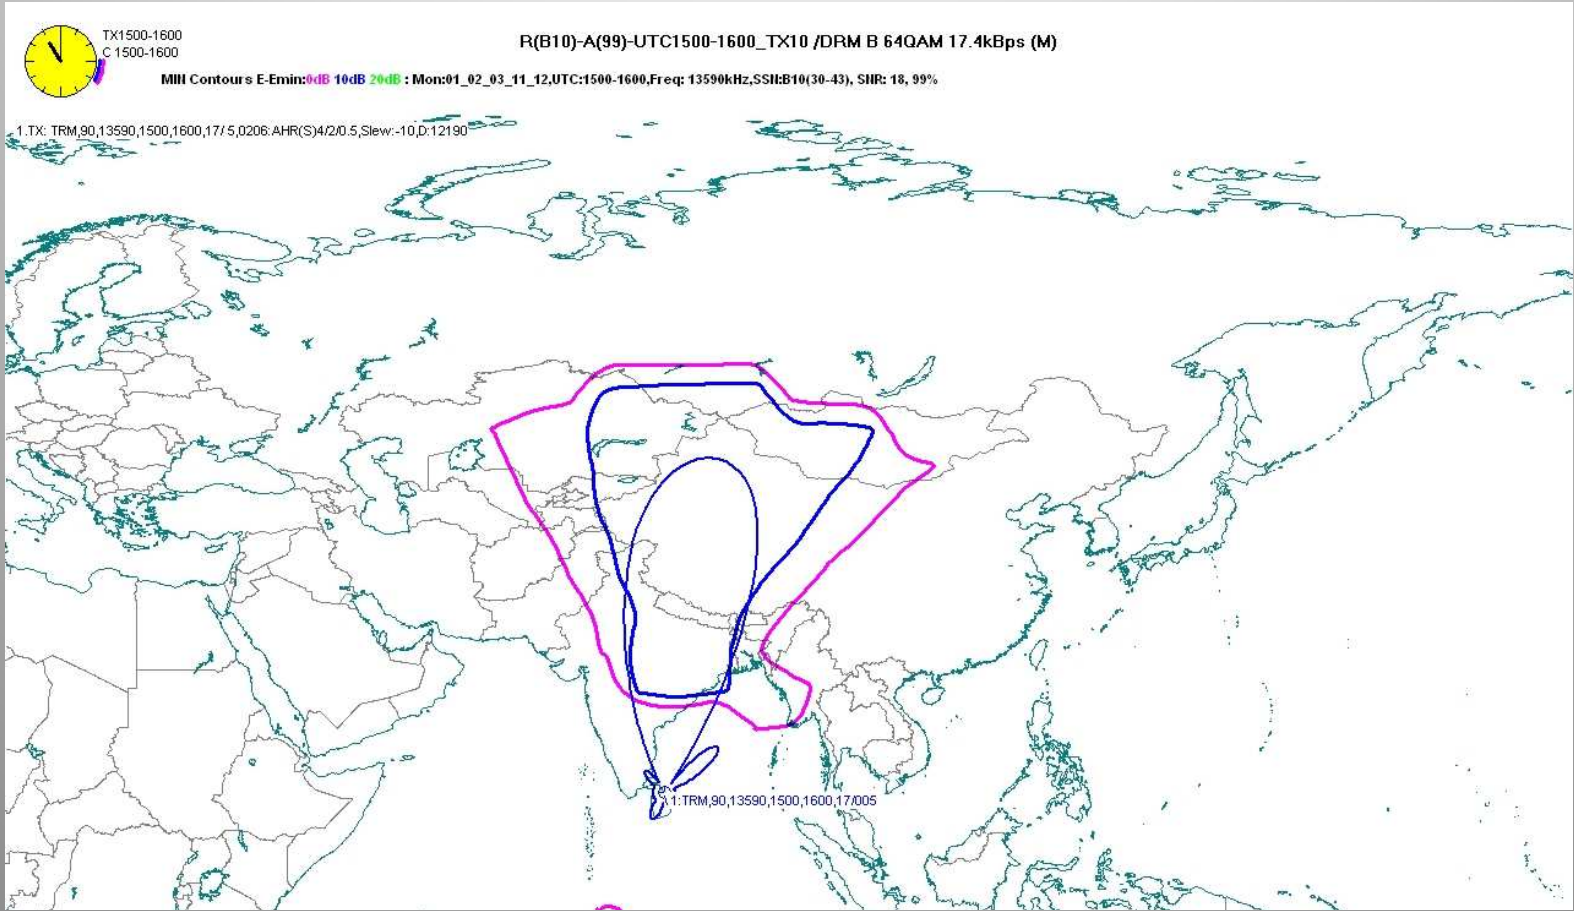 TX1500-1600
C 1500-1600
R(B10)-A(99)-UTC1500-1600_TX10 /DRM B 64QAM 17.4kBps (M)
MIN Contours E-Emin:0dB 10dB 20dB : Mon:01_02_03_11_12,UTC:1500-1600,Freq: 13590kHz,SSN:B10(30-43), SNR: 18, 99%
1.TX: TRM,90,13590,1500,1600,17/ 5,0206:AHR(S)4/2/0.5,Slew:-10,D:12190
1:TRM,90,13590,1500,1600,17/005